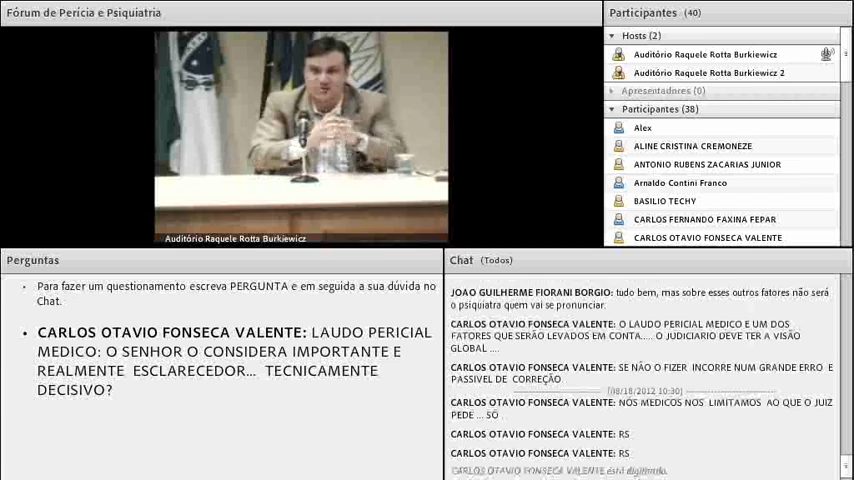 Fórum de Perícia e Psiquiatria
Auditório Raquele Rotta Burkiewicz
Participantes (40)
Hosts (2)
Auditório Raquele Rotta Burkiewicz
Auditório Raquele Rotta Burkiewicz 2
Apresentadores (0)
Participantes (38)
Alex
ALINE CRISTINA CREMONEZE
ANTONIO RUBENS ZACARIAS JUNIOR
Arnaldo Contini Franco
BASILIO TECHY
CARLOS FERNANDO FAXINA FEPAR
CARLOS OTAVIO FONSECA VALENTE
Perguntas
Para fazer um questionamento escreva PERGUNTA e em seguida a sua dúvida no
Chat.
CARLOS OTAVIO FONSECA VALENTE: LAUDO PERICIAL
MEDICO: O SENHOR O CONSIDERA IMPORTANTE E
REALMENTE ESCLARECEDOR... TECNICAMENTE
DECISIVO?
Chat (Todos)
JOAO GUILHERME FIORANI BORGIO: tudo bem, mas sobre esses outros fatores não será
o psiquiatra quem vai se pronunciar.
CARLOS OTAVIO FONSECA VALENTE: O LAUDO PERICIAL MEDICO E UM DOS
FATORES QUE SERÃO LEVADOS EM CONTA..... O JUDICIARIO DEVE TER A VISÃO
GLOBAL ....
CARLOS OTAVIO FONSECA VALENTE: SE NÃO O FIZER INCORRE NUM GRANDE ERRO E
PASSIVEL DE CORREÇÃO
(08/18/2012 10:30)
CARLOS OTAVIO FONSECA VALENTE: NÓS MEDICOS NOS LIMITAMOS AO QUE O JUIZ
PEDE ... SÓ .
CARLOS OTAVIO FONSECA VALENTE: RS
CARLOS OTAVIO FONSECA VALENTE: RS
CARLOS OTAVIO FONSECA VALENTE está digitando.